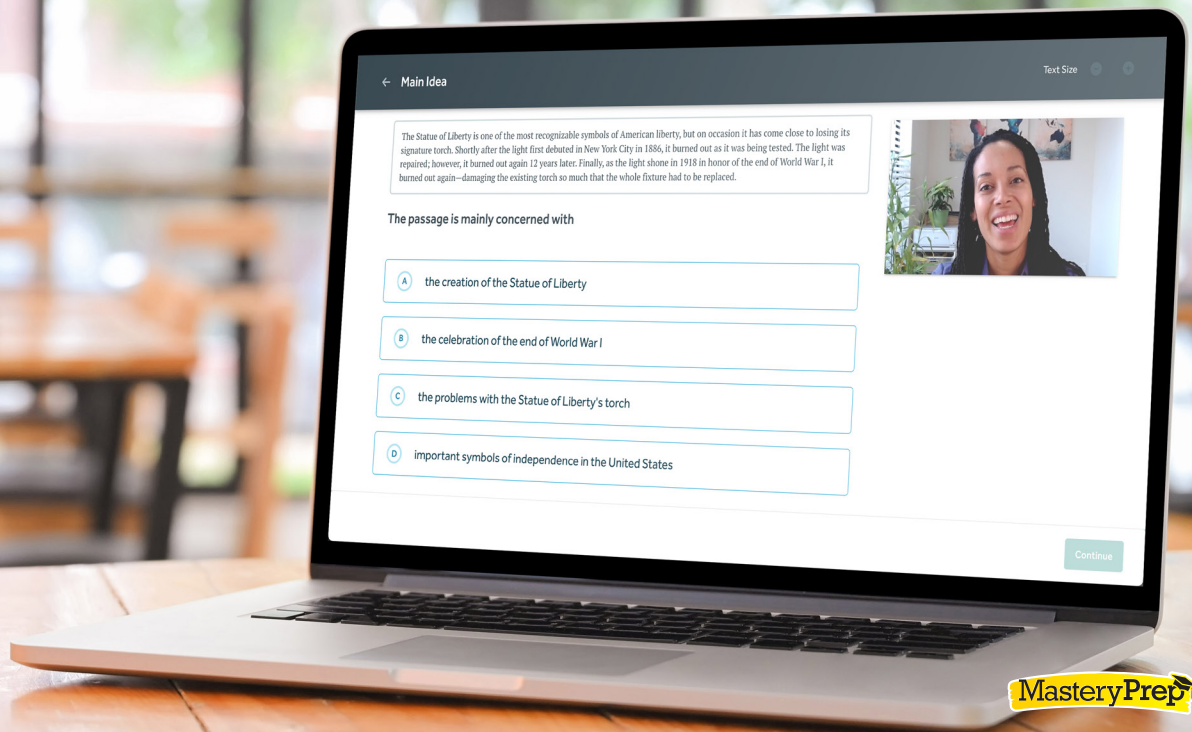 ← Main Idea
Text Size
The Statue of Liberty is one of the most recognizable symbols of American liberty, but on occasion it has come close to losing its
signature torch. Shortly after the light first debuted in New York City in 1886, it burned out as it was being tested. The light was
repaired; however, it burned out again 12 years later. Finally, as the light shone in 1918 in honor of the end of World War I, it
burned out again—damaging the existing torch so much that the whole fixture had to be replaced.
The passage is mainly concerned with
A the creation of the Statue of Liberty
B the celebration of the end of World War I
C the problems with the Statue of Liberty's torch
D important symbols of independence in the United States
Continue
MasteryPrep